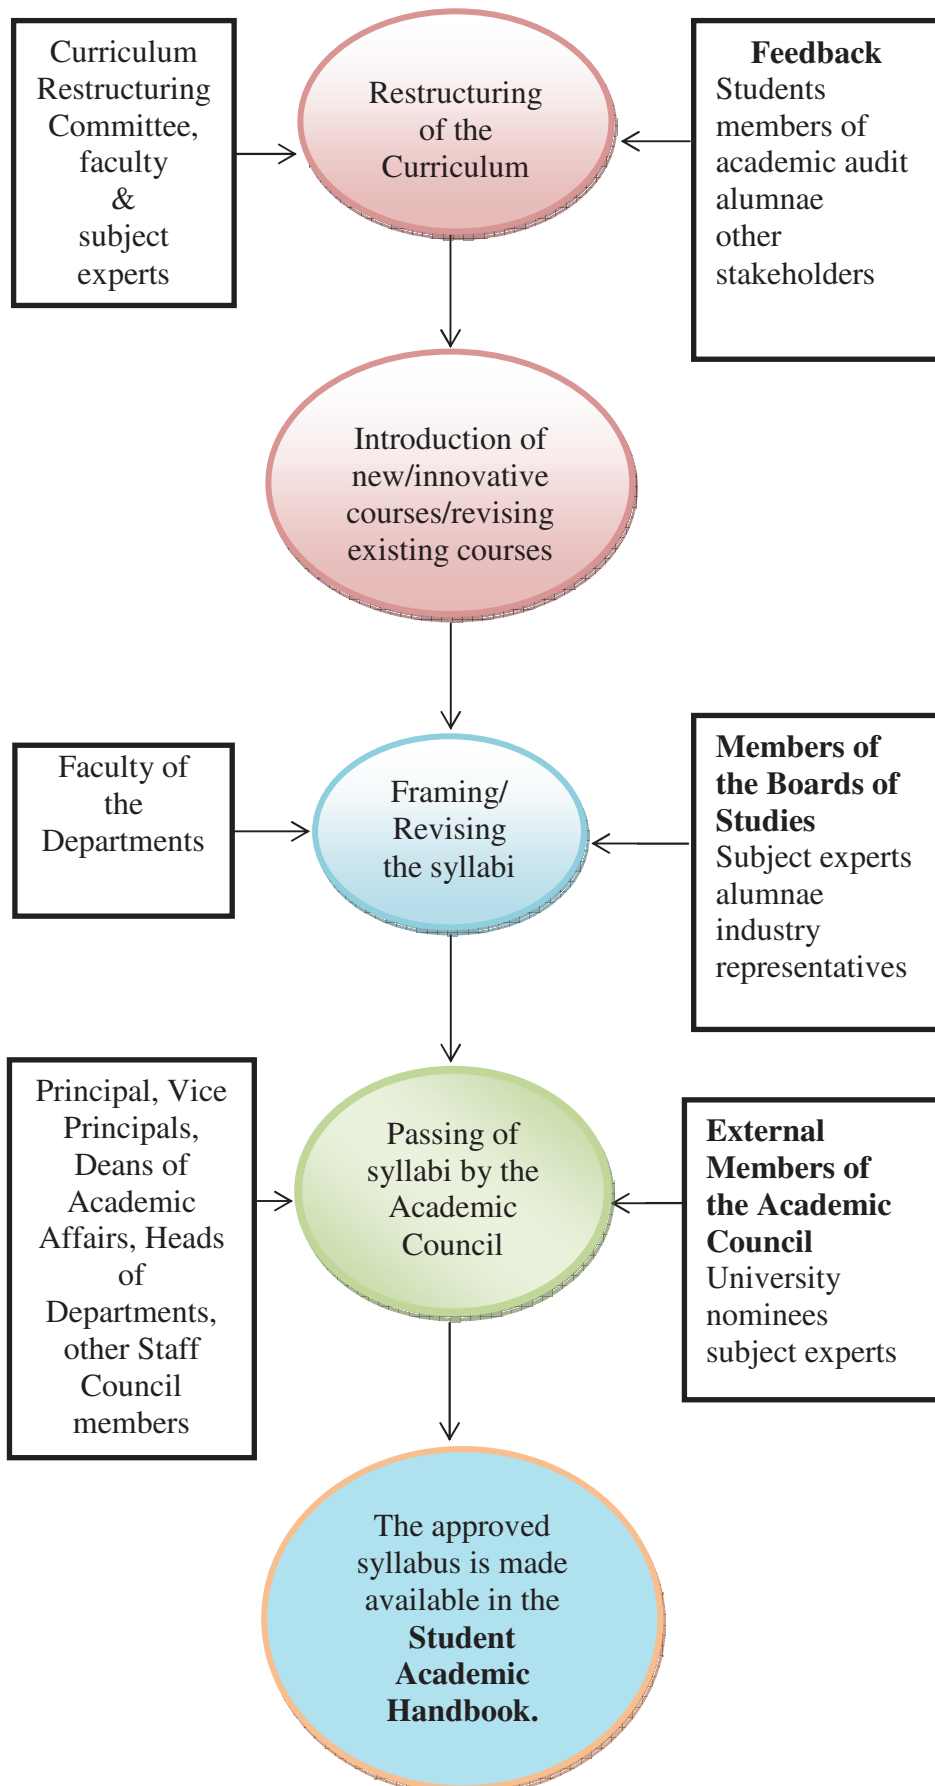 Curriculum
Restructuring
Committee,
faculty
&
subject
experts
Restructuring
of the
Curriculum
Feedback
Students
members of
academic audit
alumnae
other
stakeholders
Introduction of
new/innovative
courses/revising
existing courses
Faculty of
the
Departments
Framing/
Revising
the syllabi
Members of
the Boards of
Studies
Subject experts
alumnae
industry
representatives
Principal, Vice
Principals,
Deans of
Academic
Affairs, Heads
of
Departments,
other Staff
Council
members
Passing of
syllabi by the
Academic
Council
External
Members of
the Academic
Council
University
nominees
subject experts
The approved
syllabus is made
available in the
Student
Academic
Handbook.